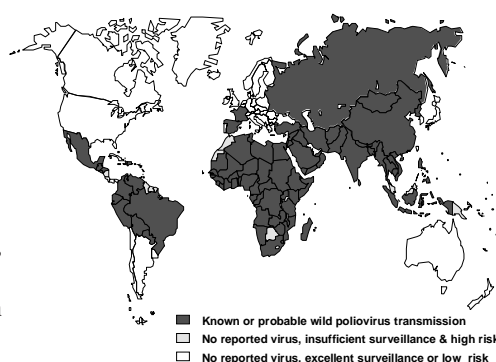 Known or probable wild poliovirus transmission
No reported virus, insufficient surveillance & high risk
No reported virus, excellent surveillance or low risk